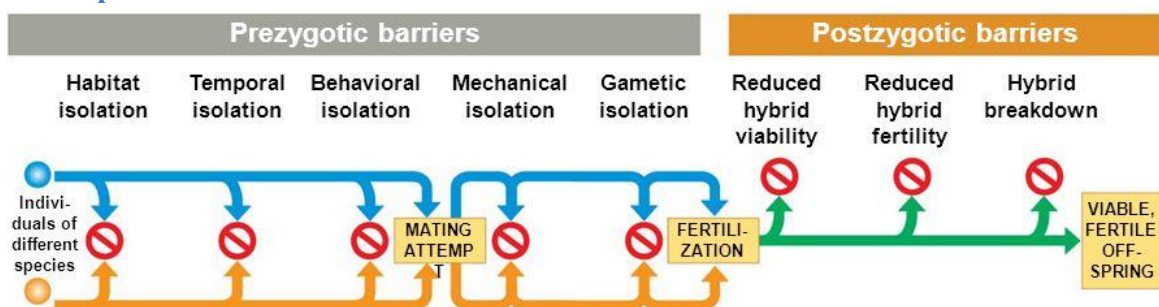 Prezygotic barriers
Postzygotic barriers
Habitat
isolation
Temporal
isolation
Behavioral
isolation
Mechanical
isolation
Gametic
isolation
Reduced
hybrid
viability
Reduced
hybrid
fertility
Hybrid
breakdown
Indivi-
duals of
different
species
MATING
ATTEMP
T
FERTILI-
ZATION
VIABLE,
FERTILE
OFF-
SPRING